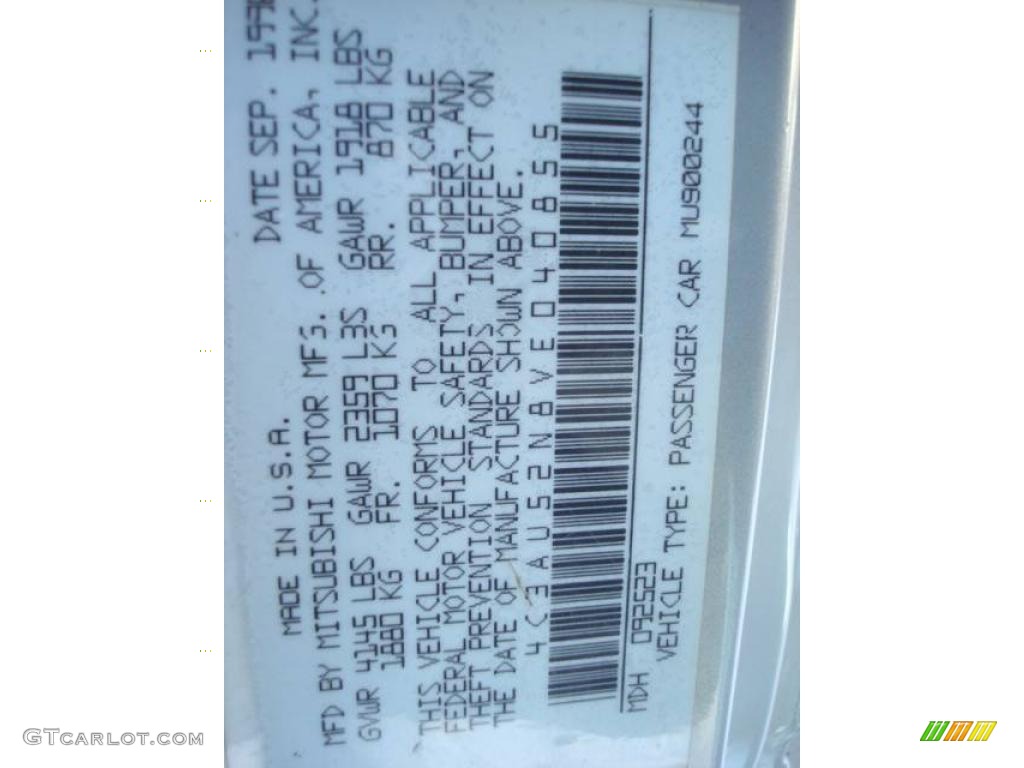 MADE IN U.S.A. DATE SEP. 1996
MFD BY MITSUBISHI MOTOR MFG. OF AMERICA, INC.
GVWR 4145 LBS GAWR 2359 LBS GAWR 1918 LBS
1880 KG FR. 1070 KG RR. 870 KG
THIS VEHICLE CONFORMS TO ALL APPLICABLE
FEDERAL MOTOR VEHICLE SAFETY, BUMPER, AND
THEFT PREVENTION STANDARDS IN EFFECT ON
THE DATE OF MANUFACTURE SHOWN ABOVE.
4C3AU52N8VE040855
MDH 092523
VEHICLE TYPE: PASSENGER CAR MU900244
GTcarlot.com